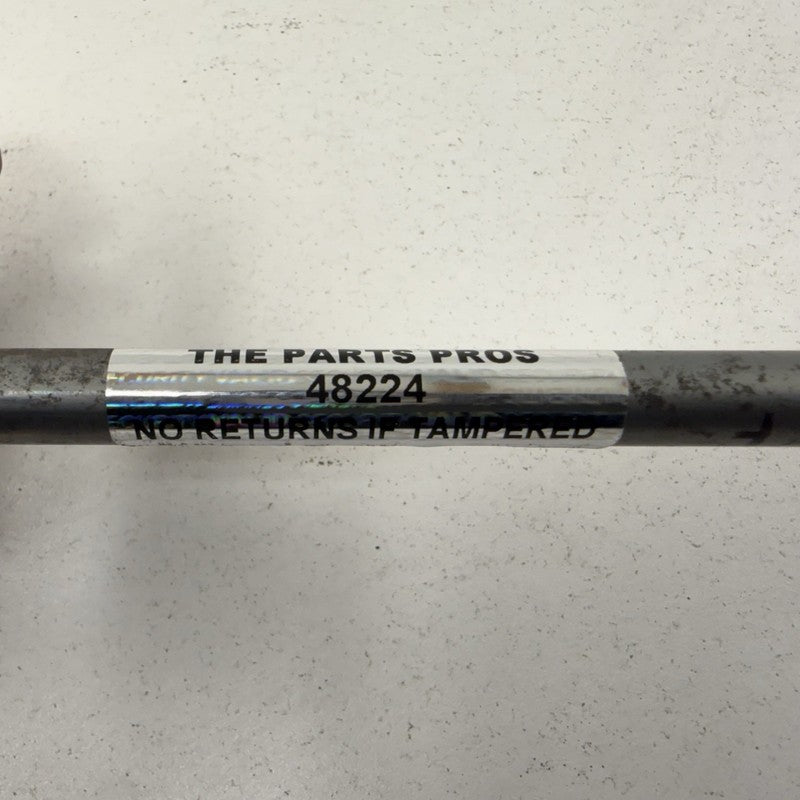 THE PARTS PROS
48224
NO RETURNS IF TAMPERED